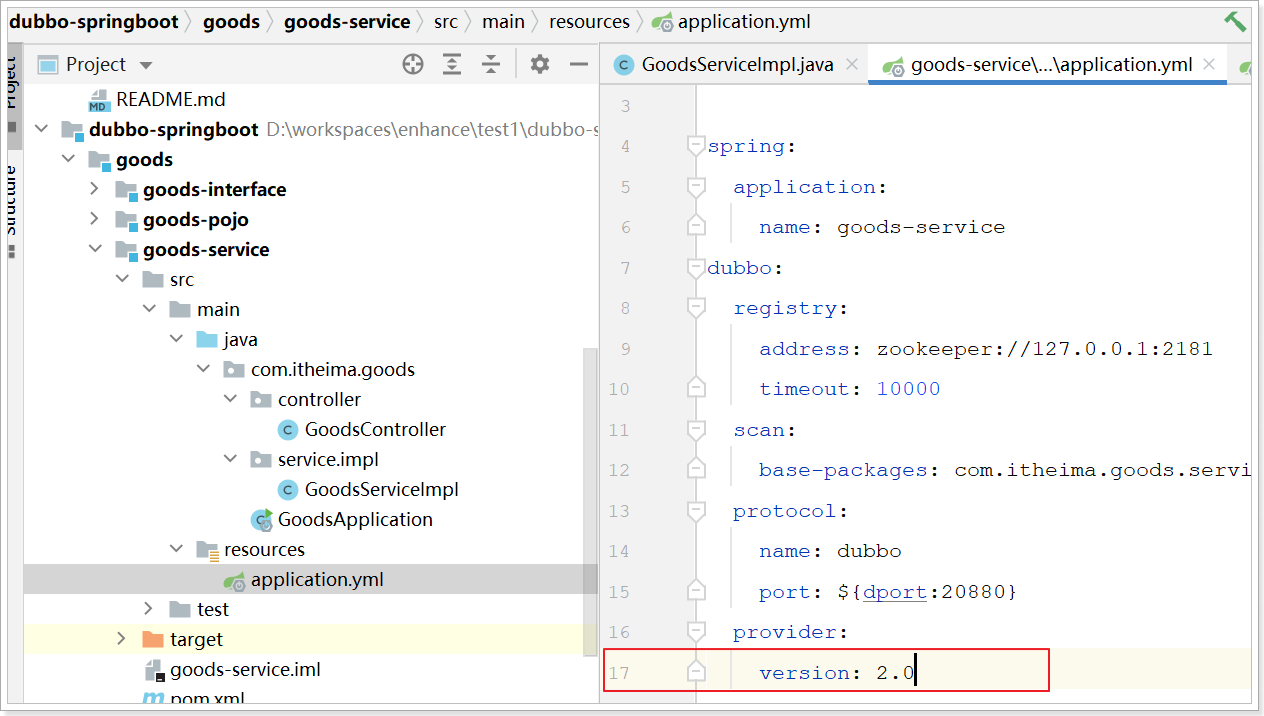 dubbo-springboot goods goods-service src main resources application.yml
Project
GoodsServiceImpl.java
goods-service\...\application.yml
README.md
dubbo-springboot D:\workspaces\enhance\test1\dubbo-s
goods
goods-interface
goods-pojo
goods-service
src
main
java
com.itheima.goods
controller
GoodsController
service.impl
GoodsServiceImpl
GoodsApplication
resources
application.yml
test
target
goods-service.iml
pom.xml
3
4 spring:
5 application:
6 name: goods-service
7 dubbo:
8 registry:
9 address: zookeeper://127.0.0.1:2181
10 timeout: 10000
11 scan:
12 base-packages: com.itheima.goods.servi
13 protocol:
14 name: dubbo
15 port: ${dport:20880}
16 provider:
17 version: 2.0